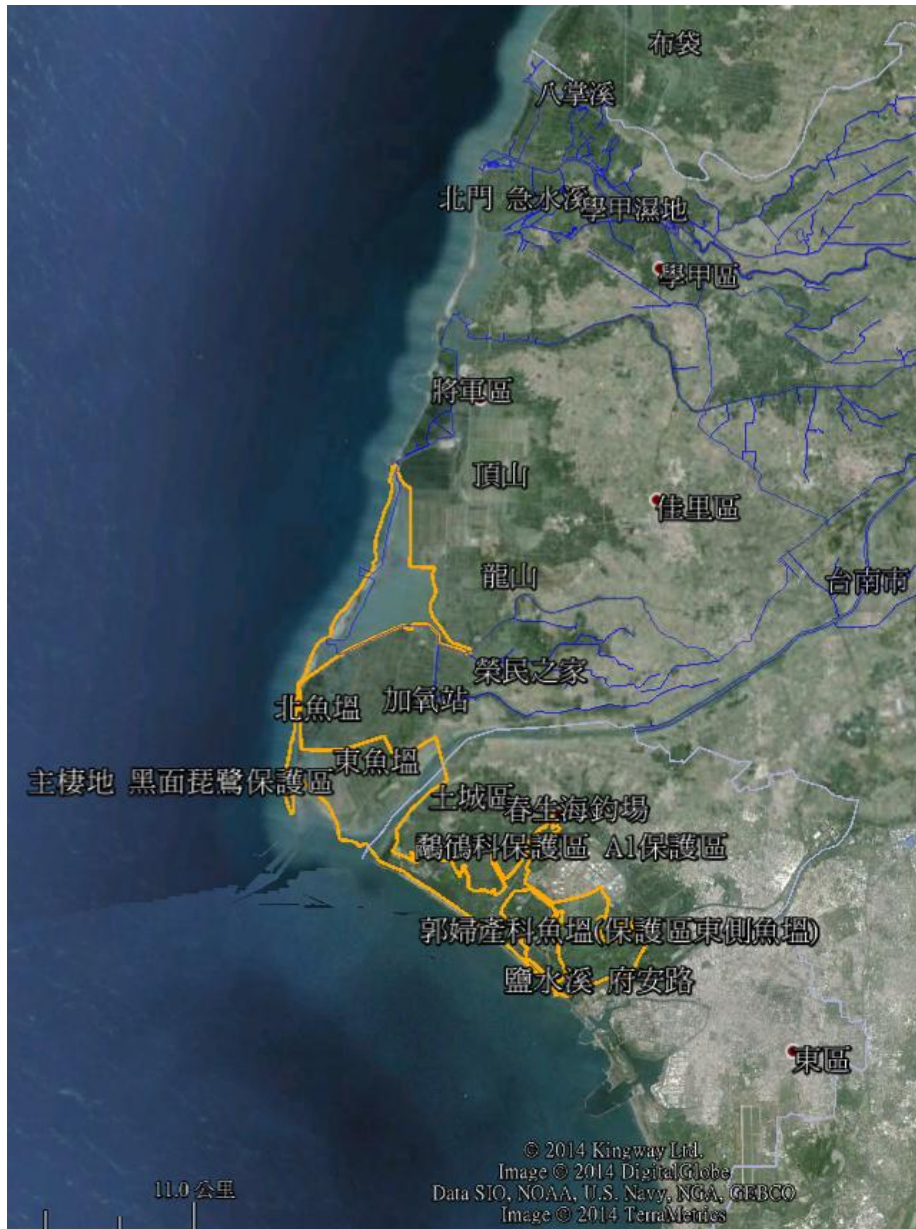 布袋
八掌溪
北門 急水溪
學甲濕地
學甲區
將軍區
頂山
佳里區
龍山
台南市
榮民之家
北魚塭
加氧站
東魚塭
主棲地 黑面琵鷺保護區
土城區
春生海釣場
鷸鴴科保護區 A1保護區
郭婦產科魚塭(保護區東側魚塭)
鹽水溪 府安路
東區
© 2014 Kingway Ltd.
Image © 2014 DigitalGlobe
Data SIO, NOAA, U.S. Navy, NGA, GEBCO
Image © 2014 TerraMetrics
11.0 公里